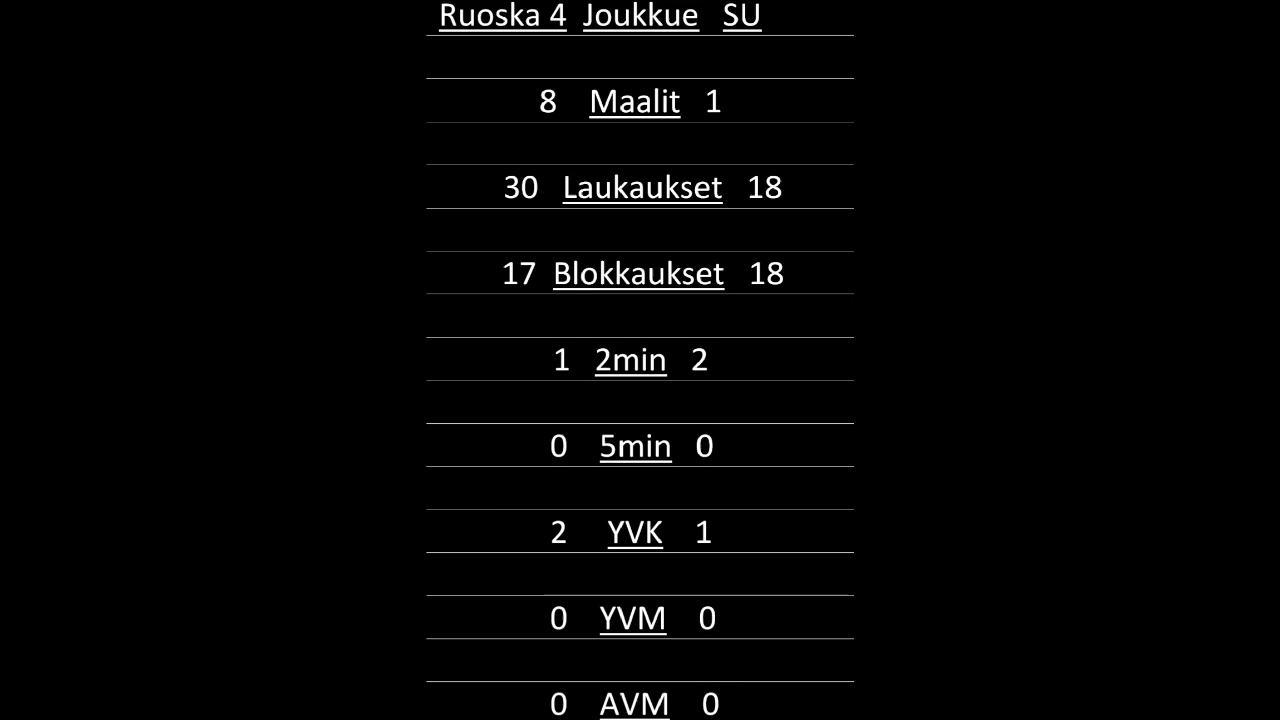 Ruoska 4 Joukkue SU
8 Maalit 1
30 Laukaukset 18
17 Blokkaukset 18
1 2min 2
0 5min 0
2 YVK 1
0 YVM 0
0 AVM 0